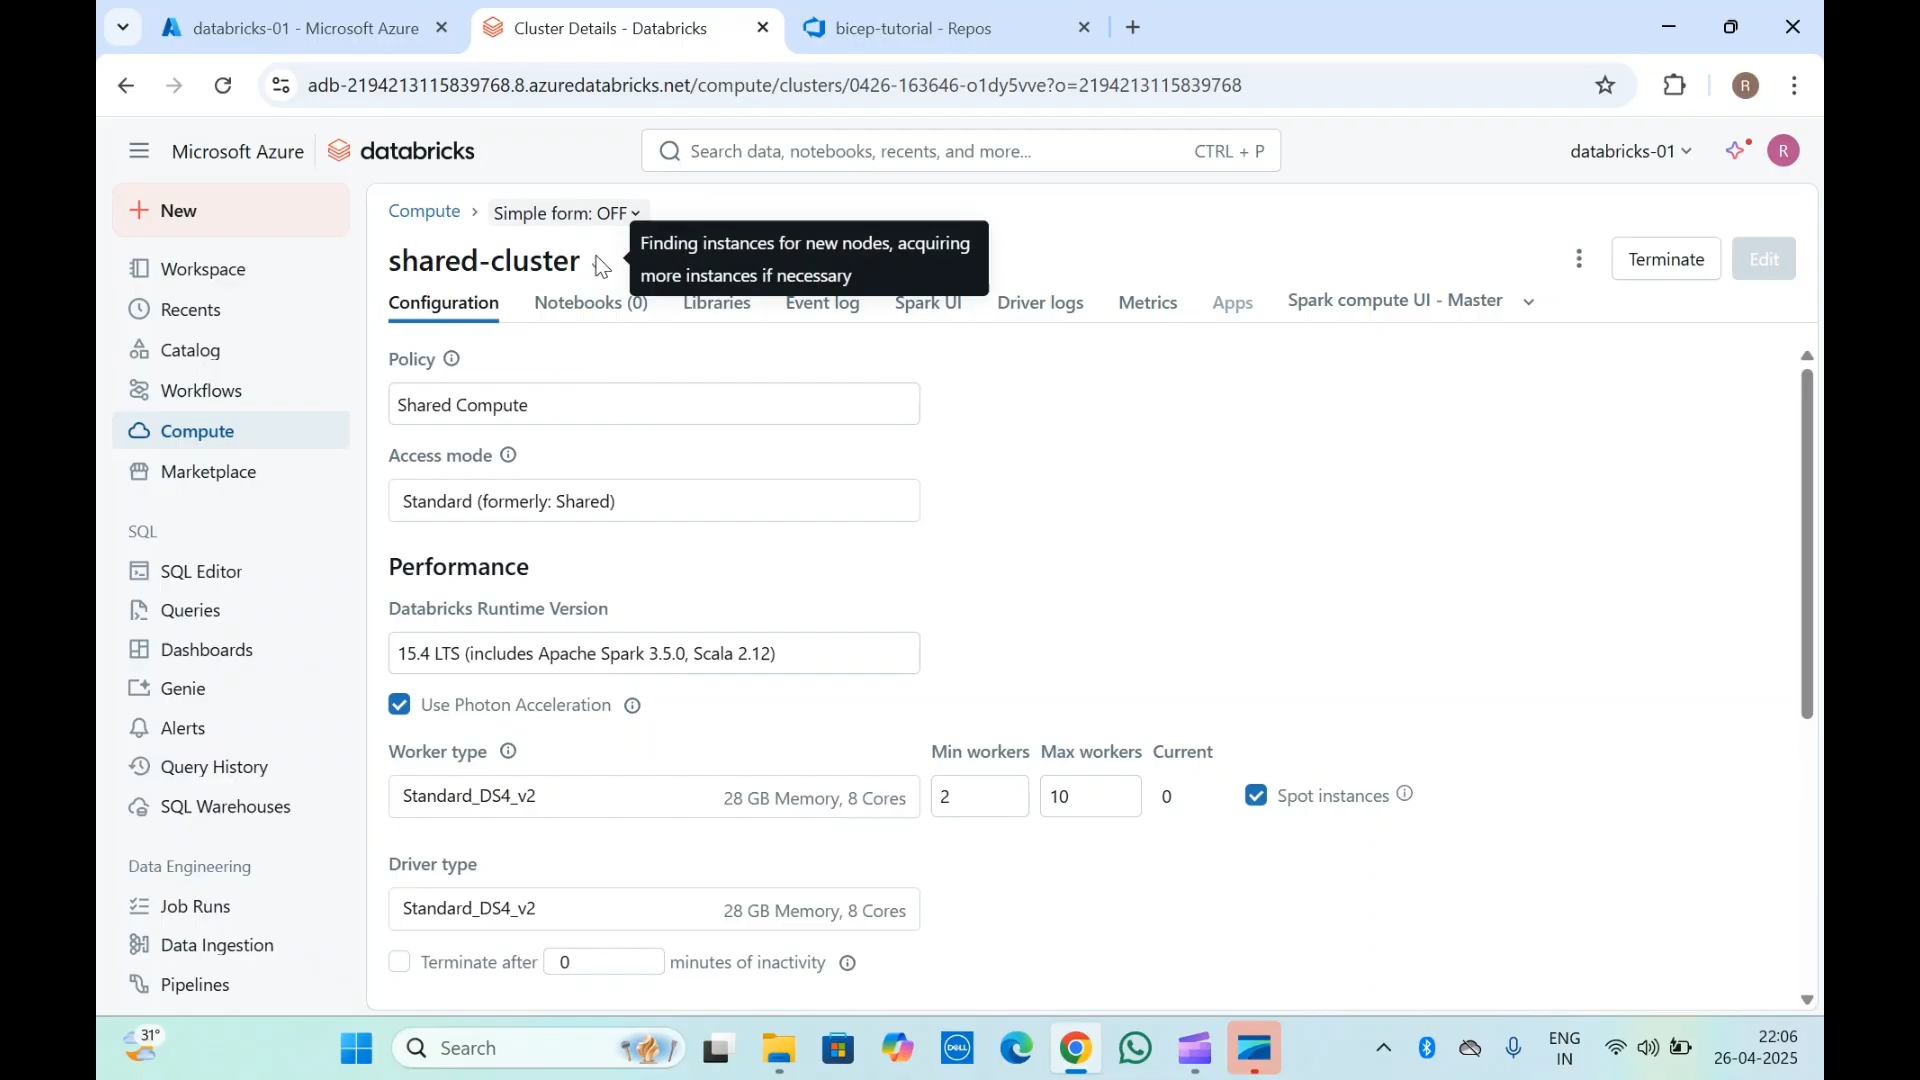 databricks-01 - Microsoft Azure
Cluster Details - Databricks
bicep-tutorial - Repos
adb-2194213115839768.8.azuredatabricks.net/compute/clusters/0426-163646-o1dy5vve?o=2194213115839768
R
Microsoft Azure
databricks
Search data, notebooks, recents, and more...
CTRL + P
databricks-01
R
New
Workspace
Recents
Catalog
Workflows
Compute
Marketplace
SQL
SQL Editor
Queries
Dashboards
Genie
Alerts
Query History
SQL Warehouses
Data Engineering
Job Runs
Data Ingestion
Pipelines
Compute
Simple form: OFF
shared-cluster
Finding instances for new nodes, acquiring
more instances if necessary
Terminate
Edit
Configuration
Notebooks (0)
Libraries
Event log
Spark UI
Driver logs
Metrics
Apps
Spark compute UI - Master
Policy
Shared Compute
Access mode
Standard (formerly: Shared)
Performance
Databricks Runtime Version
15.4 LTS (includes Apache Spark 3.5.0, Scala 2.12)
Use Photon Acceleration
Worker type
Min workers
Max workers
Current
Standard_DS4_v2
28 GB Memory, 8 Cores
2
10
0
Spot instances
Driver type
Standard_DS4_v2
28 GB Memory, 8 Cores
Terminate after
0
minutes of inactivity
31°
Search
DELL
ENG
IN
22:06
26-04-2025